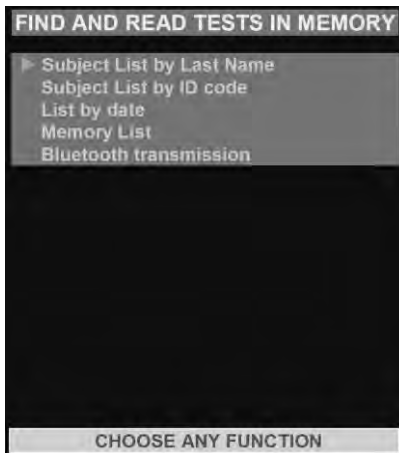 FIND AND READ TESTS IN MEMORY
Subject List by Last Name
Subject List by ID code
List by date
Memory List
Bluetooth transmission
CHOOSE ANY FUNCTION